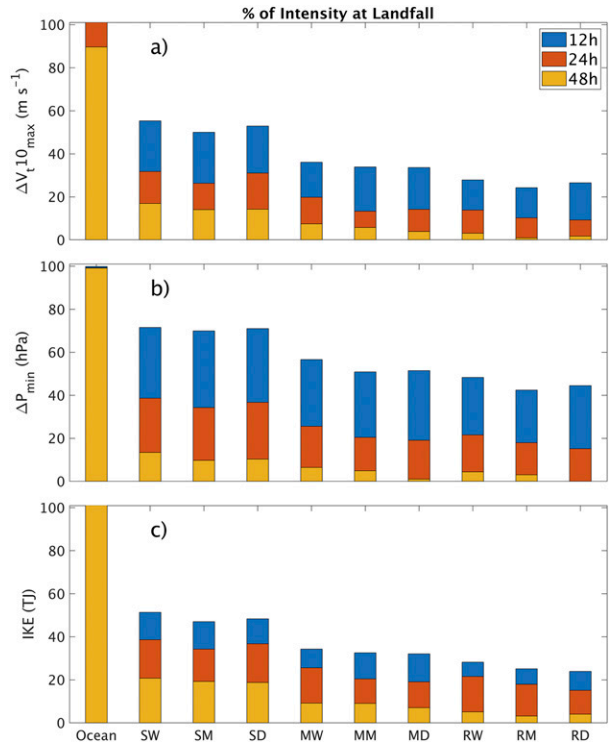 % of Intensity at Landfall
a)
12h
24h
48h
ΔVt10max (m s⁻¹)
100
80
60
40
20
0
b)
ΔPmin (hPa)
100
80
60
40
20
0
c)
IKE (TJ)
100
80
60
40
20
0
Ocean SW SM SD MW MM MD RW RM RD